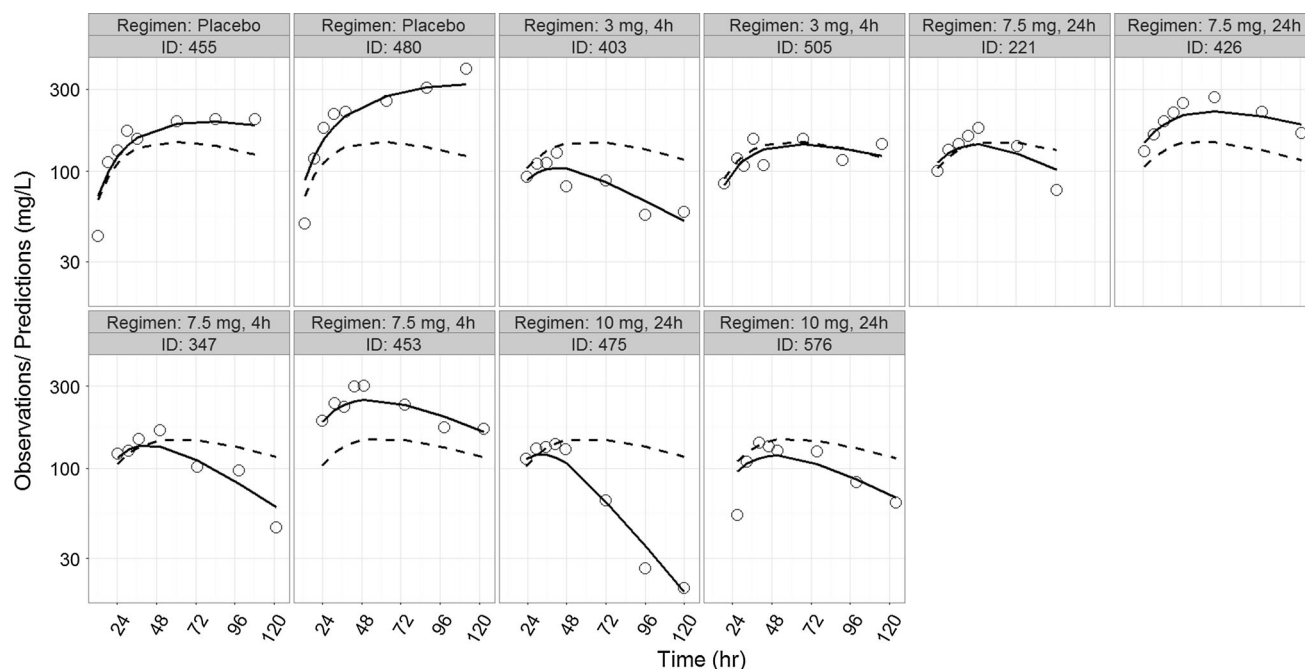 Regimen: Placebo
ID: 455
Regimen: Placebo
ID: 480
Regimen: 3 mg, 4h
ID: 403
Regimen: 3 mg, 4h
ID: 505
Regimen: 7.5 mg, 24h
ID: 221
Regimen: 7.5 mg, 24h
ID: 426
300
100
30
Regimen: 7.5 mg, 4h
ID: 347
Regimen: 7.5 mg, 4h
ID: 453
Regimen: 10 mg, 24h
ID: 475
Regimen: 10 mg, 24h
ID: 576
300
100
30
24 48 72 96 120
24 48 72 96 120
24 48 72 96 120
24 48 72 96 120
Time (hr)
Observations/ Predictions (mg/L)